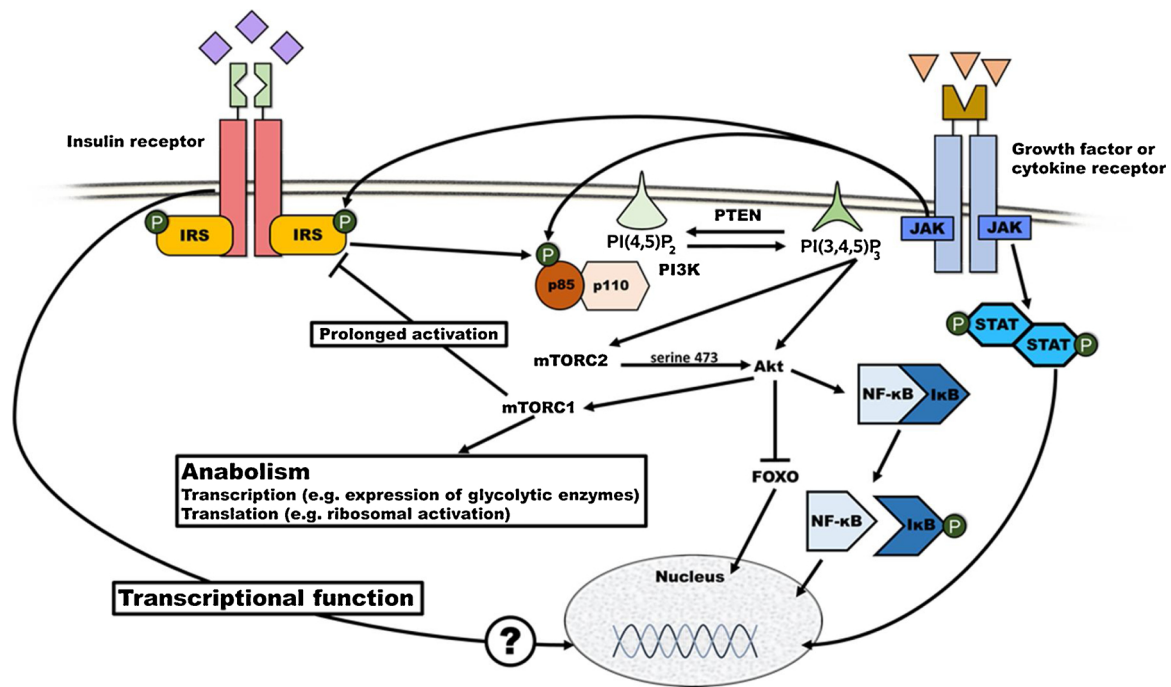 Insulin receptor
Growth factor or
cytokine receptor
P
IRS
IRS
P
PTEN
PI(4,5)P2
PI(3,4,5)P3
PI3K
JAK
JAK
P
p85
p110
P
STAT
STAT
P
Prolonged activation
mTORC2
serine 473
Akt
NF-κB
IκB
mTORC1
Anabolism
Transcription (e.g. expression of glycolytic enzymes)
Translation (e.g. ribosomal activation)
FOXO
NF-κB
IκB
P
Nucleus
Transcriptional function
?